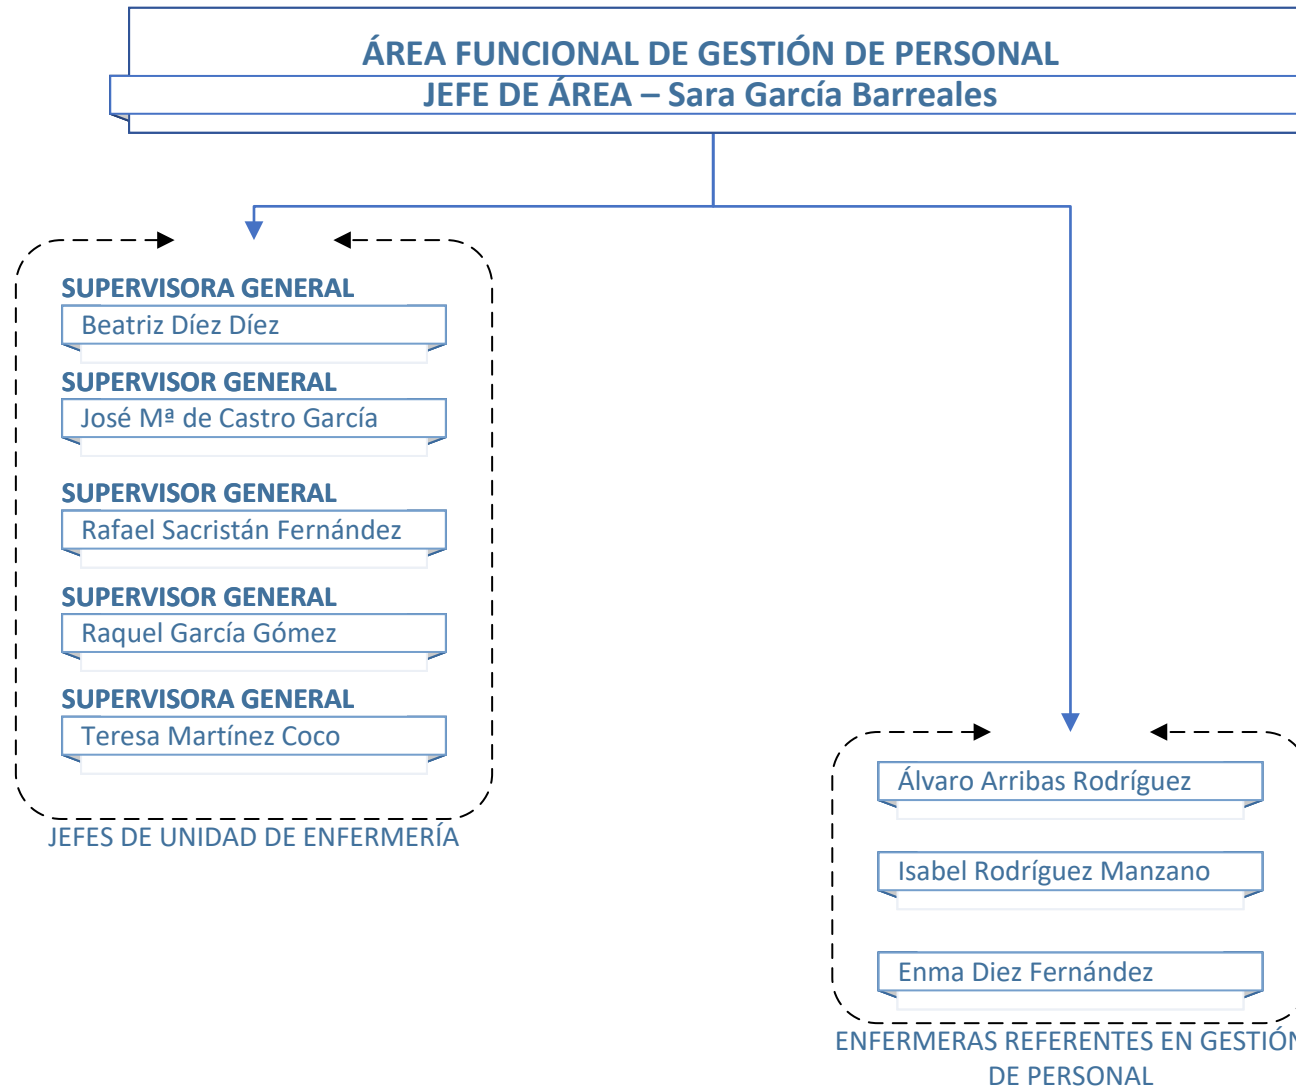 ÁREA FUNCIONAL DE GESTIÓN DE PERSONAL
JEFE DE ÁREA – Sara García Barreales
SUPERVISORA GENERAL
Beatriz Díez Díez
SUPERVISOR GENERAL
José Mª de Castro García
SUPERVISOR GENERAL
Rafael Sacristán Fernández
SUPERVISOR GENERAL
Raquel García Gómez
SUPERVISORA GENERAL
Teresa Martínez Coco
JEFES DE UNIDAD DE ENFERMERÍA
Álvaro Arribas Rodríguez
Isabel Rodríguez Manzano
Enma Diez Fernández
ENFERMERAS REFERENTES EN GESTIÓN
DE PERSONAL